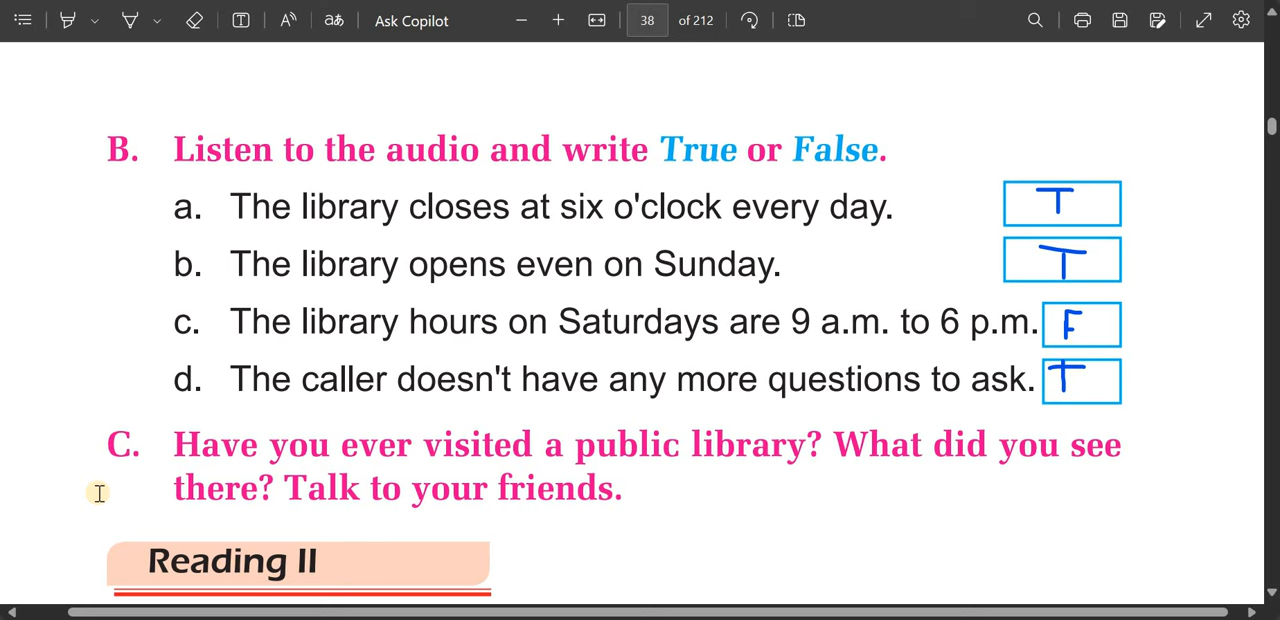 Ask Copilot 38 of 212
B. Listen to the audio and write True or False.
a. The library closes at six o'clock every day. T
b. The library opens even on Sunday. T
c. The library hours on Saturdays are 9 a.m. to 6 p.m. F
d. The caller doesn't have any more questions to ask. T
C. Have you ever visited a public library? What did you see
there? Talk to your friends.
Reading II